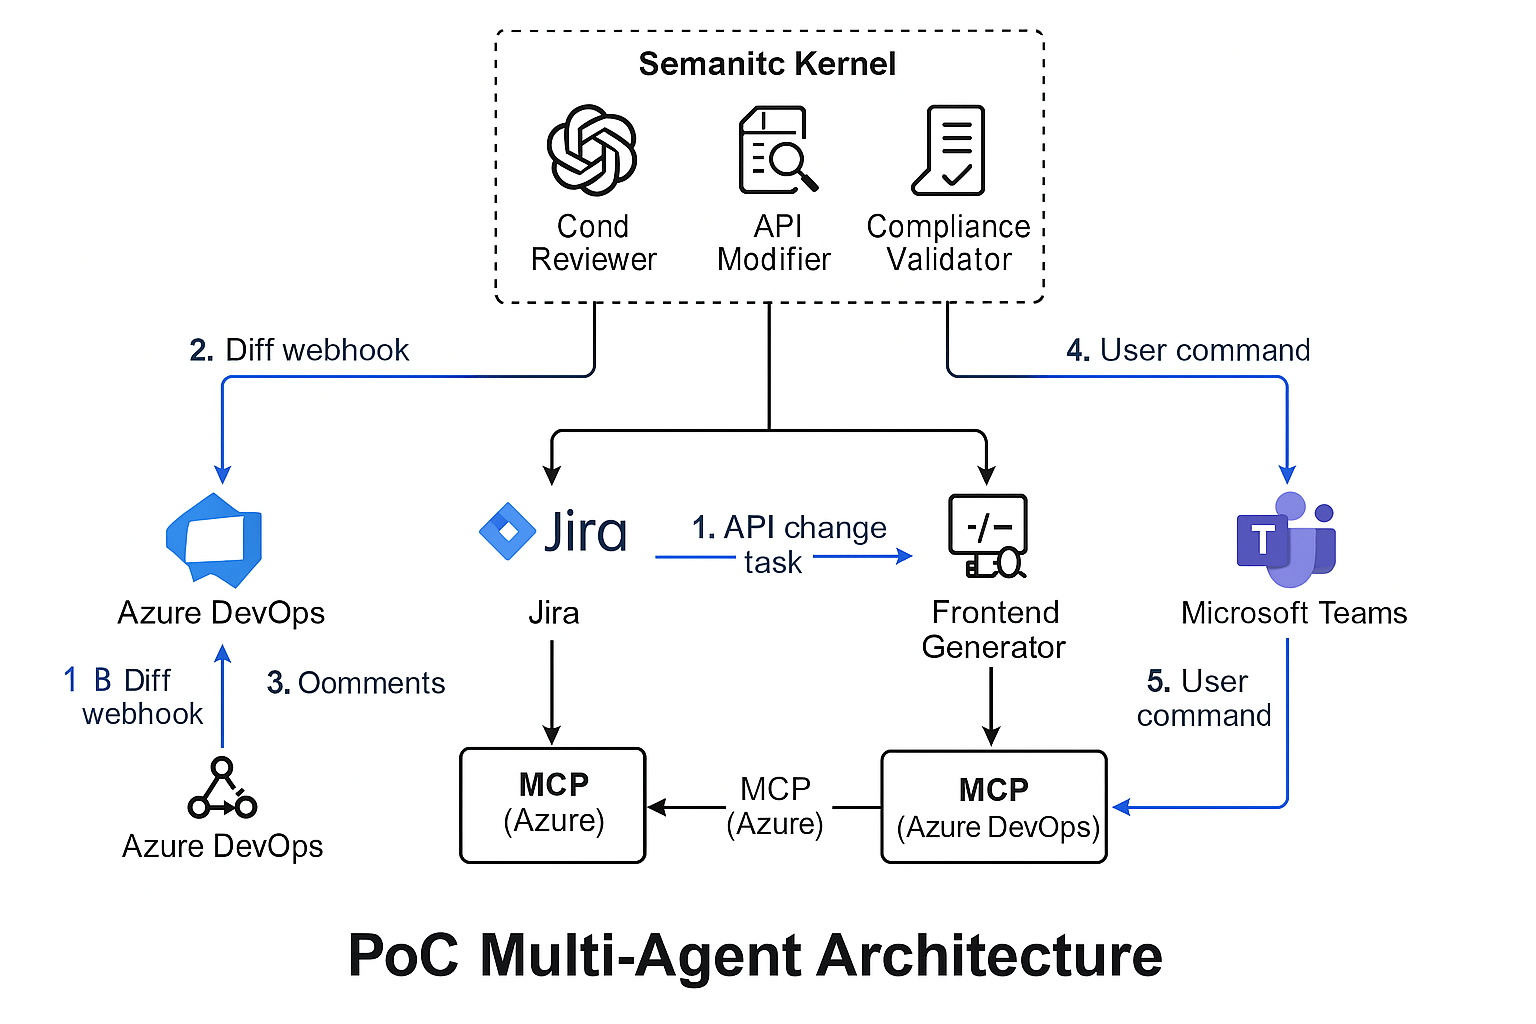 Semanitc Kernel
Cond
Reviewer
API
Modifier
Compliance
Validator
2. Diff webhook
4. User command
Jira
1. API change
task
-/-
T
Azure DevOps
Jira
Frontend
Generator
Microsoft Teams
1 B Diff
webhook
3. Oomments
5. User
command
MCP
(Azure)
MCP
(Azure)
MCP
(Azure DevOps)
Azure DevOps
PoC Multi-Agent Architecture